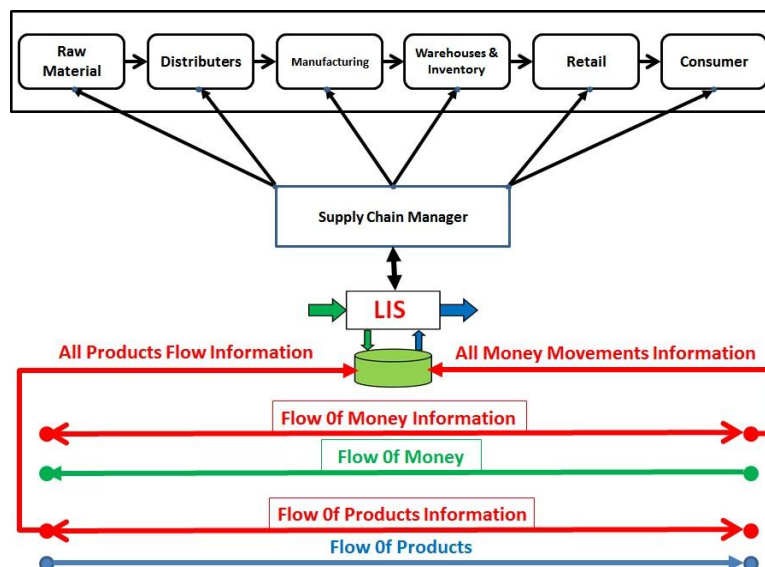 Raw
Material
Distributers
Manufacturing
Warehouses &
Inventory
Retail
Consumer
Supply Chain Manager
LIS
All Products Flow Information
All Money Movements Information
Flow 0f Money Information
Flow 0f Money
Flow 0f Products Information
Flow 0f Products